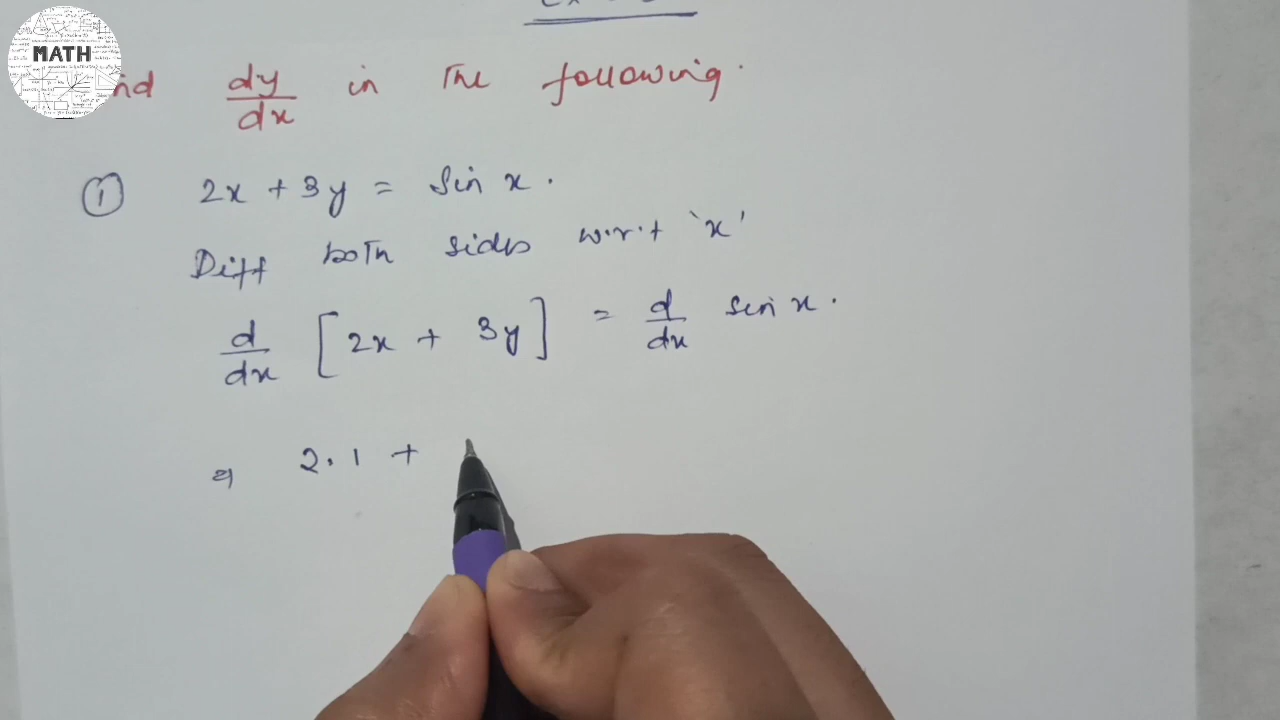 MATH
dy/dx in The following.
① 2x + 3y = Sin x.
Diff both sides w.r.t 'x'
d/dx [2x + 3y] = d/dx sin x.
⇒ 2.1 +